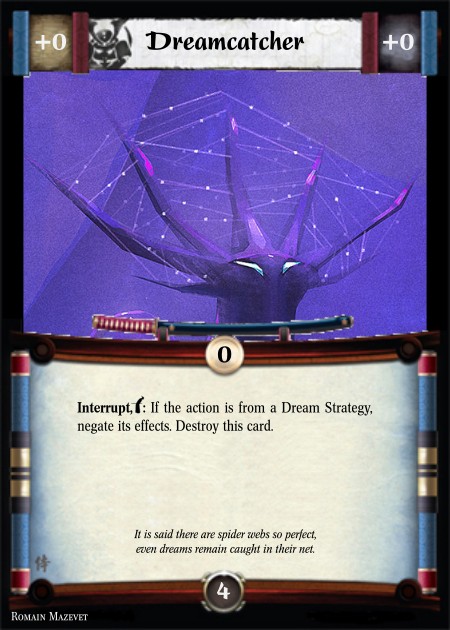 +0 Dreamcatcher +0
0
Interrupt, : If the action is from a Dream Strategy,
negate its effects. Destroy this card.
It is said there are spider webs so perfect,
even dreams remain caught in their net.
侍
4
Romain Mazevet